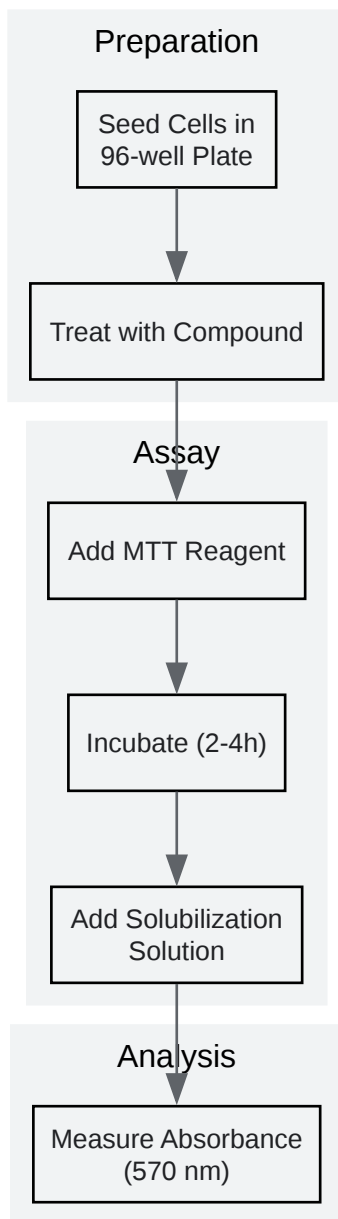 Preparation
Seed Cells in
96-well Plate
Treat with Compound
Assay
Add MTT Reagent
Incubate (2-4h)
Add Solubilization
Solution
Analysis
Measure Absorbance
(570 nm)